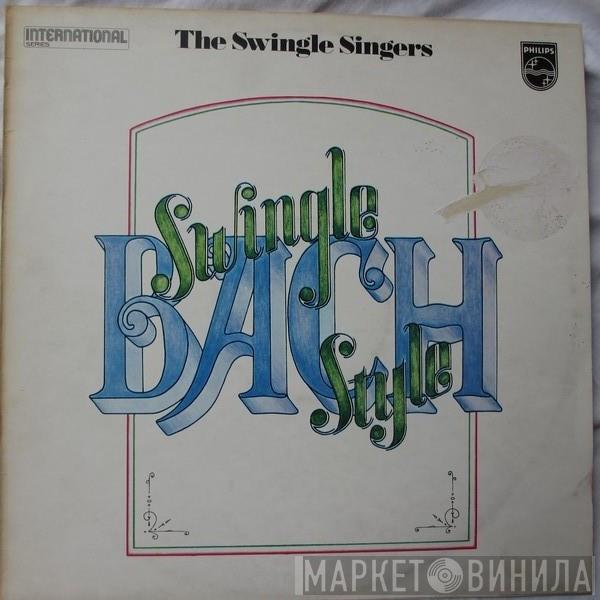 INTERNATIONAL
SERIES
The Swingle Singers
PHILIPS
Swingle
BACH
Style
МАРКЕТ ВИНИЛА